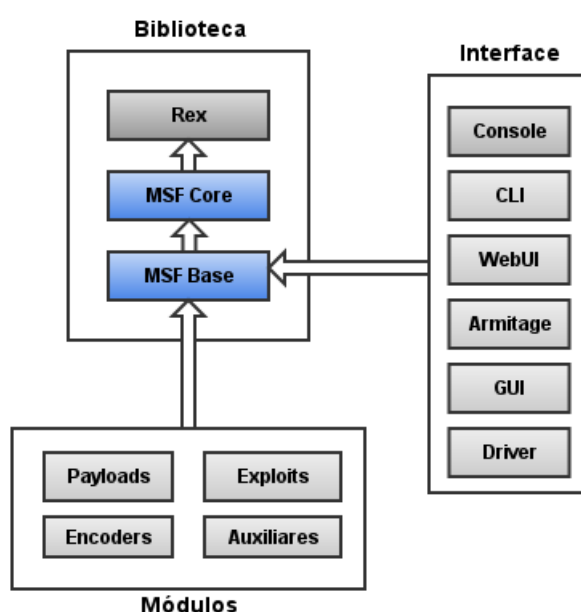 Biblioteca
Rex
MSF Core
MSF Base
Interface
Console
CLI
WebUI
Armitage
GUI
Driver
Payloads
Exploits
Encoders
Auxiliares
Módulos